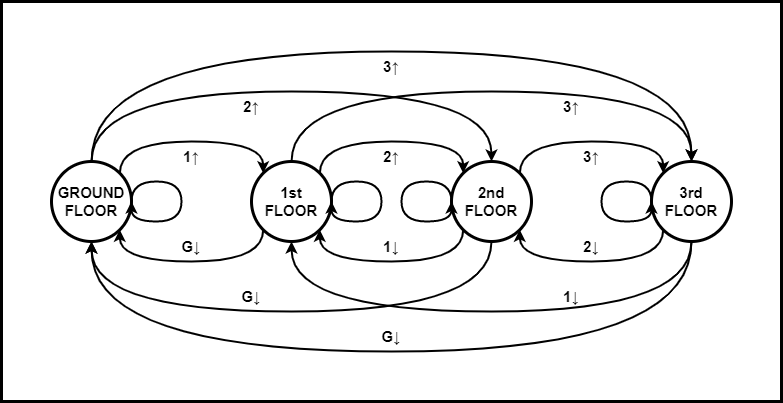 3↑
2↑
3↑
1↑
2↑
3↑
GROUND
FLOOR
1st
FLOOR
2nd
FLOOR
3rd
FLOOR
G↓
1↓
2↓
G↓
1↓
G↓